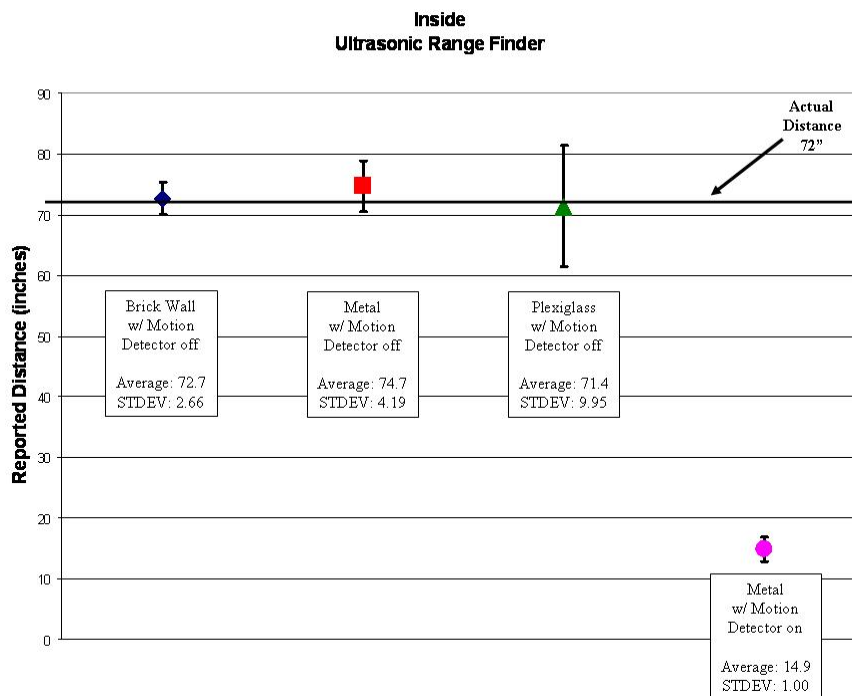 Inside
Ultrasonic Range Finder
Reported Distance (inches)
90
80
70
60
50
40
30
20
10
0
Actual
Distance
72”
Brick Wall
w/ Motion
Detector off
Average: 72.7
STDEV: 2.66
Metal
w/ Motion
Detector off
Average: 74.7
STDEV: 4.19
Plexiglass
w/ Motion
Detector off
Average: 71.4
STDEV: 9.95
Metal
w/ Motion
Detector on
Average: 14.9
STDEV: 1.00